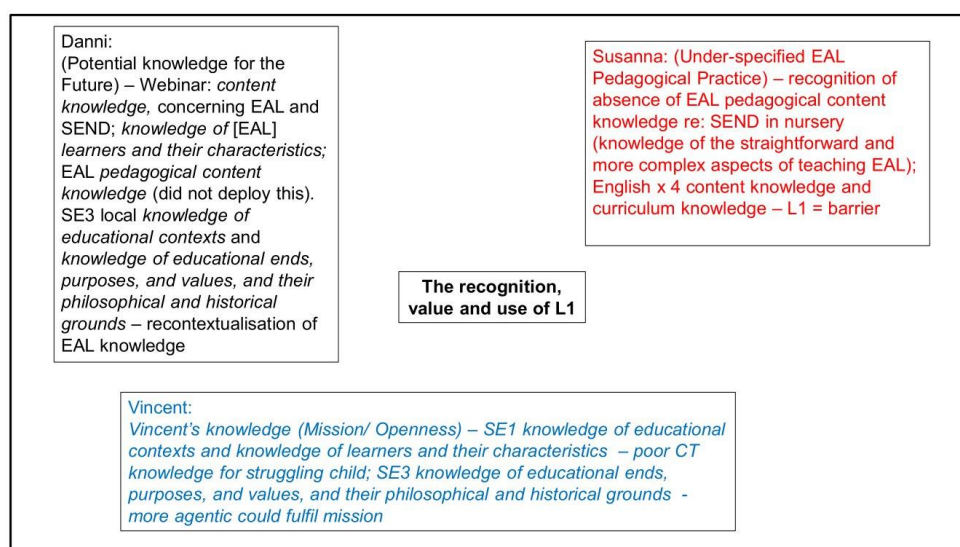 Danni:
(Potential knowledge for the
Future) – Webinar: content
knowledge, concerning EAL and
SEND; knowledge of [EAL]
learners and their characteristics;
EAL pedagogical content
knowledge (did not deploy this).
SE3 local knowledge of
educational contexts and
knowledge of educational ends,
purposes, and values, and their
philosophical and historical
grounds – recontextualisation of
EAL knowledge
Susanna: (Under-specified EAL
Pedagogical Practice) – recognition of
absence of EAL pedagogical content
knowledge re: SEND in nursery
(knowledge of the straightforward and
more complex aspects of teaching EAL);
English x 4 content knowledge and
curriculum knowledge – L1 = barrier
The recognition,
value and use of L1
Vincent:
Vincent's knowledge (Mission/ Openness) – SE1 knowledge of educational
contexts and knowledge of learners and their characteristics – poor CT
knowledge for struggling child; SE3 knowledge of educational ends,
purposes, and values, and their philosophical and historical grounds -
more agentic could fulfil mission